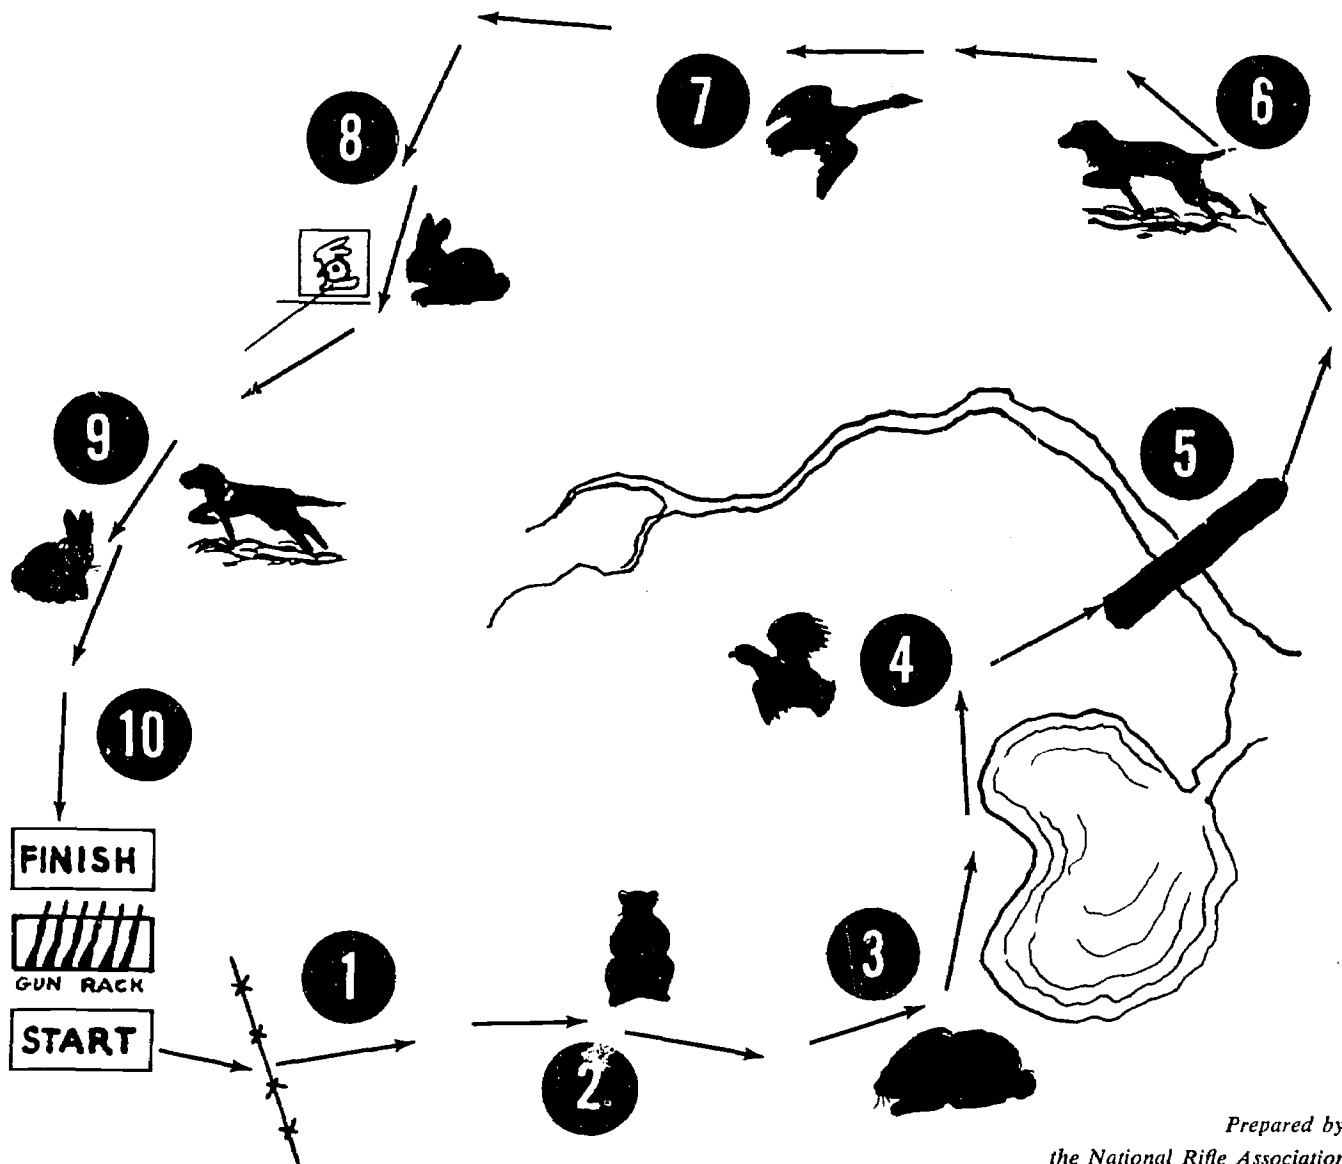 7
6
8
9
5
4
10
FINISH
GUN RACK
START
1
2.
3
Prepared by
the National Rifle Association